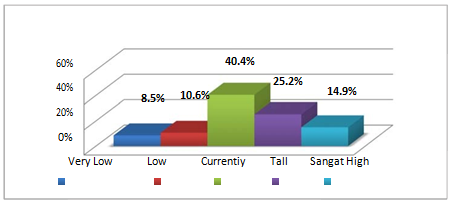 60%
40%
20%
0%
8.5%
10.6%
40.4%
25.2%
14.9%
Very Low
Low
Currentiy
Tall
Sangat High